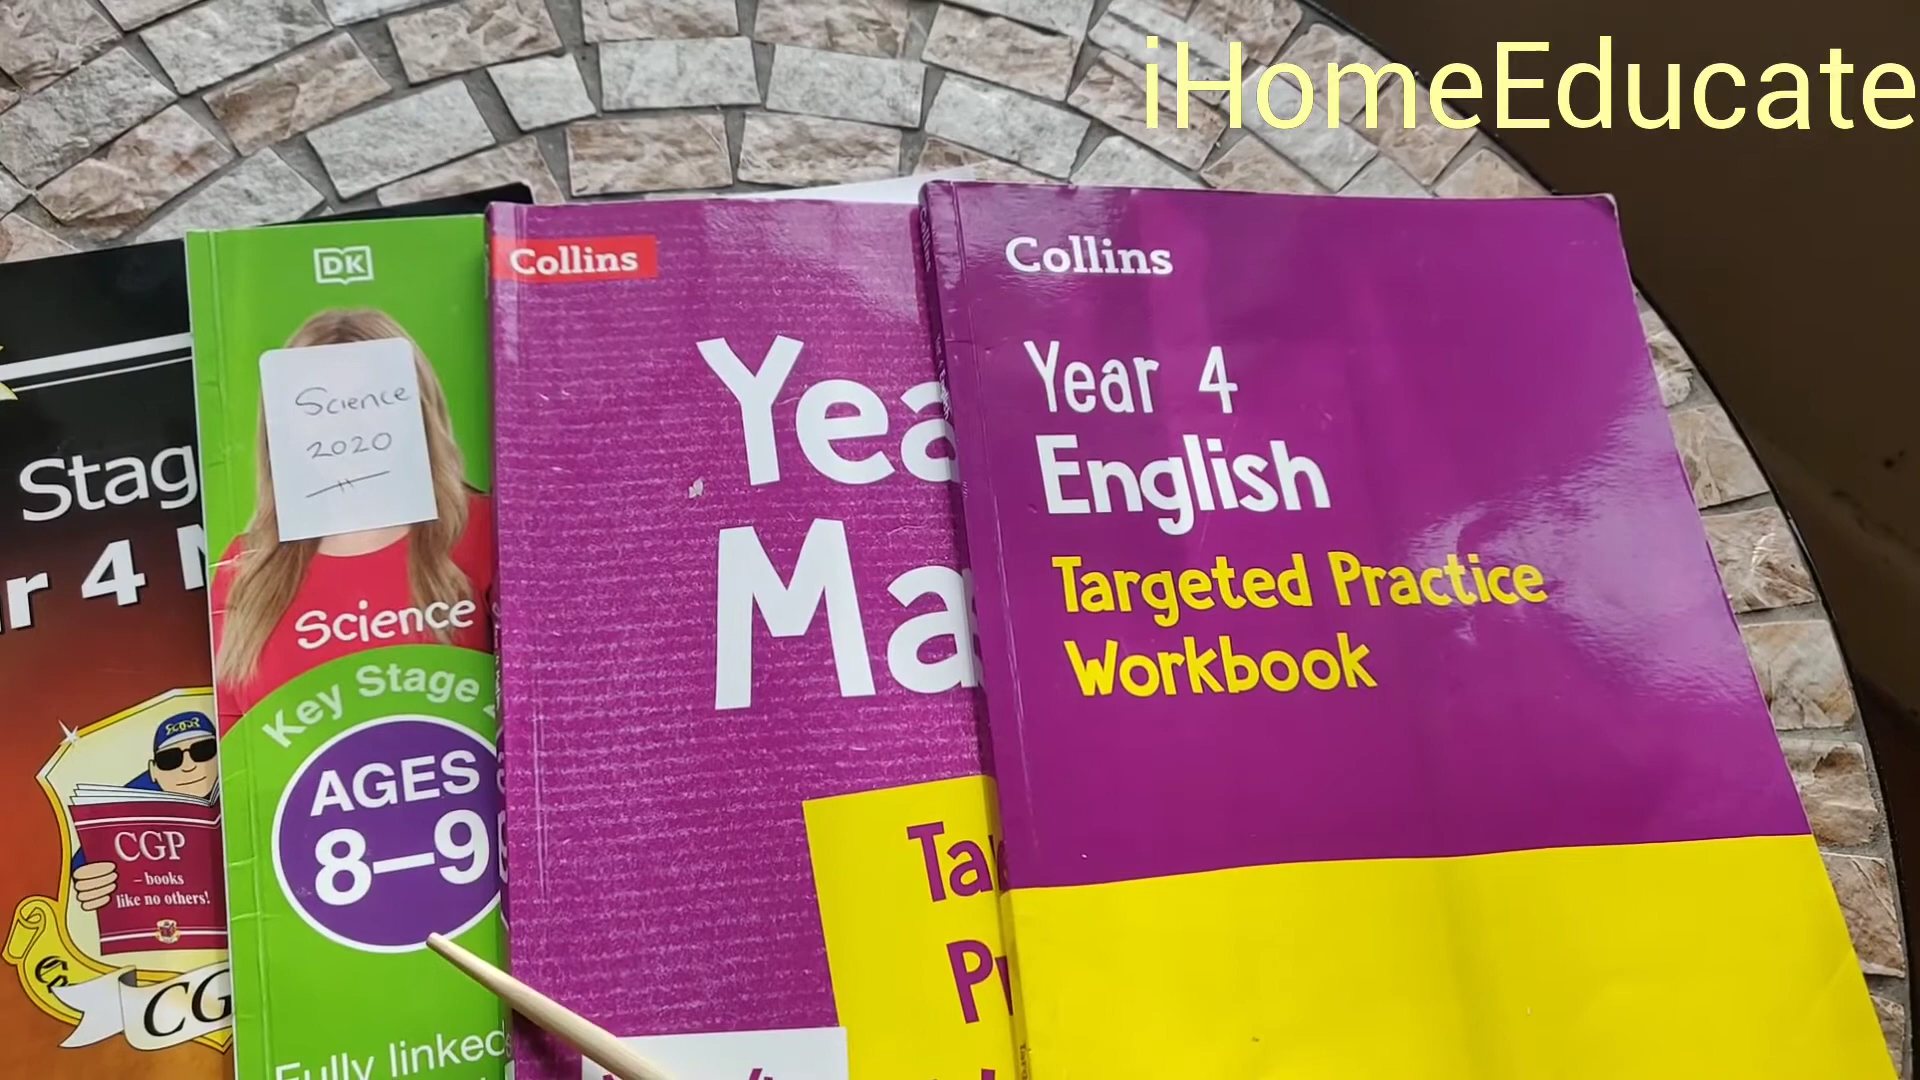 iHomeEducate
Stag
r 4 M
CGP
– books
like no others!
CG
DK
Science
2020
Science
Key Stage
AGES
8–9
Fully linked
Collins
Yea
Ma
Ta
Pr
Collins
Year 4
English
Targeted Practice
Workbook